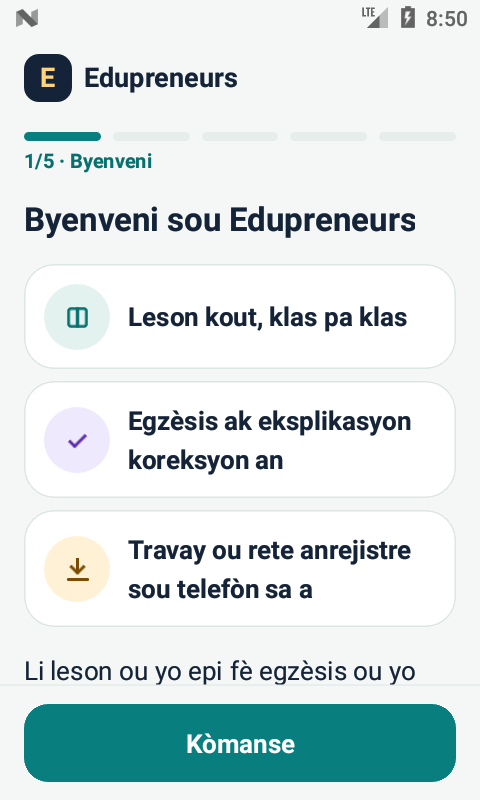 LTE 8:50
E Edupreneurs
1/5 · Byenveni
Byenveni sou Edupreneurs
Leson kout, klas pa klas
Egzèsis ak eksplikasyon
koreksyon an
Travay ou rete anrejistre
sou telefòn sa a
Li leson ou yo epi fè egzèsis ou yo
Kòmanse